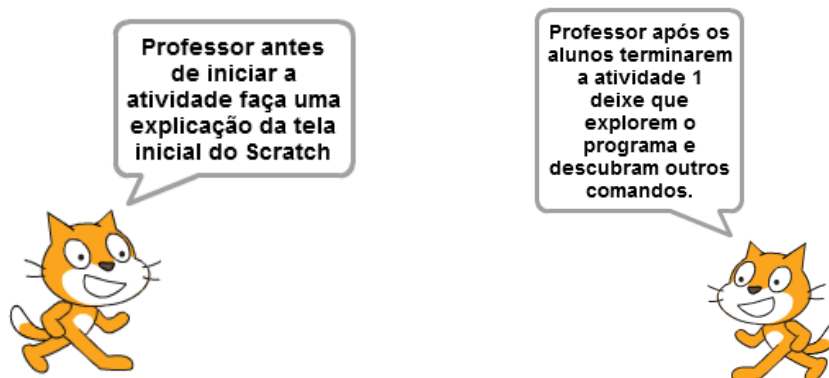 Professor antes
de iniciar a
atividade faça uma
explicação da tela
inicial do Scratch
Professor após os
alunos terminarem
a atividade 1
deixe que
explorem o
programa e
descubram outros
comandos.